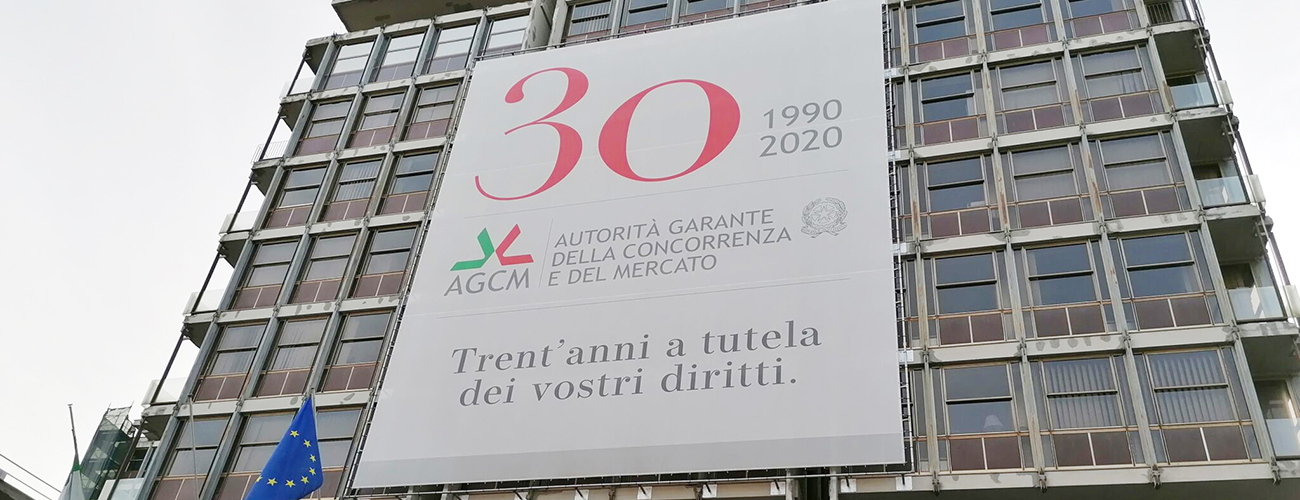 30
1990
2020
AGCM
AUTORITÀ GARANTE
DELLA CONCORRENZA
E DEL MERCATO
Trent'anni a tutela
dei vostri diritti.